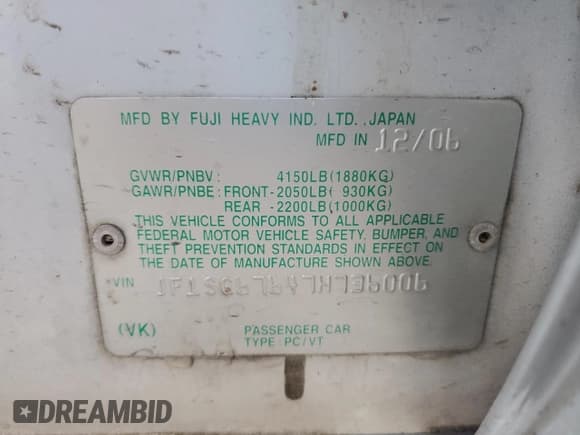 MFD BY FUJI HEAVY IND. LTD., JAPAN
MFD IN 12/06
GVWR/PNBV: 4150LB(1880KG)
GAWR/PNBE: FRONT-2050LB( 930KG)
REAR -2200LB(1000KG)
THIS VEHICLE CONFORMS TO ALL APPLICABLE
FEDERAL MOTOR VEHICLE SAFETY, BUMPER, AND
THEFT PREVENTION STANDARDS IN EFFECT ON
THE DATE OF MANUFACTURE SHOWN ABOVE.
VIN
(VK) PASSENGER CAR
TYPE:PC/VT
DREAMBID